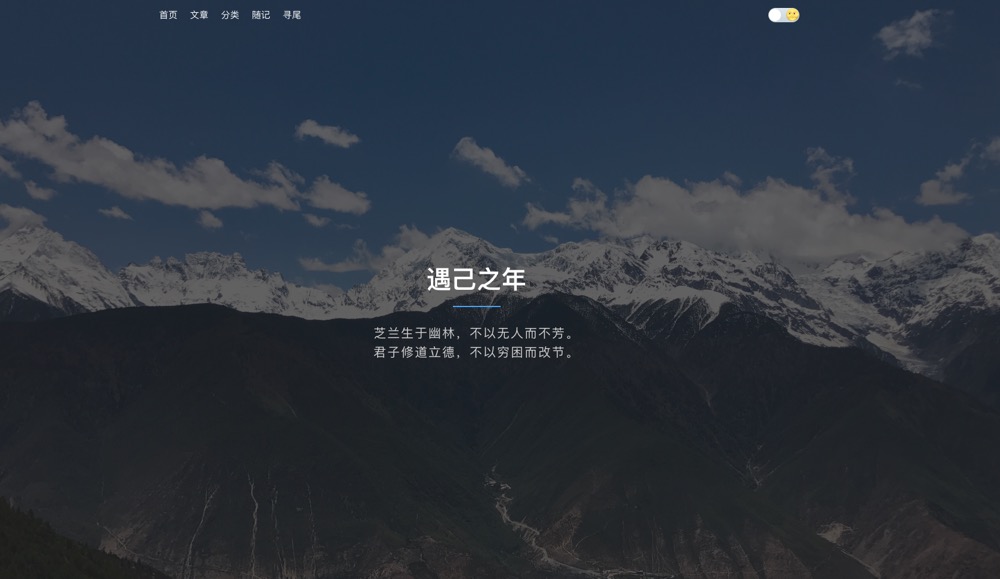 首页 文章 分类 随记 寻尾
遇己之年
芝兰生于幽林，不以无人而不芳。
君子修道立德，不以穷困而改节。